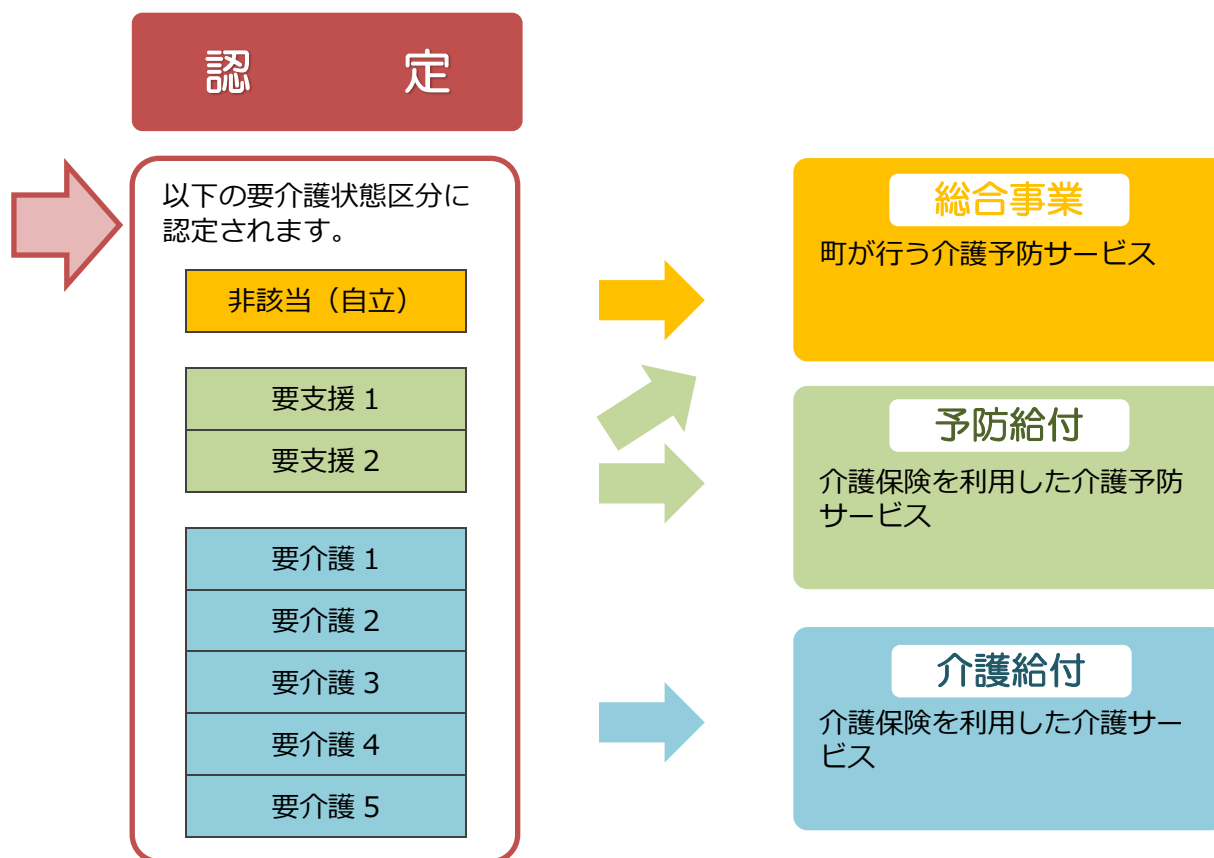 認　定
以下の要介護状態区分に
認定されます。
非該当（自立）
要支援１
要支援２
要介護１
要介護２
要介護３
要介護４
要介護５
総合事業
町が行う介護予防サービス
予防給付
介護保険を利用した介護予防
サービス
介護給付
介護保険を利用した介護サー
ビス